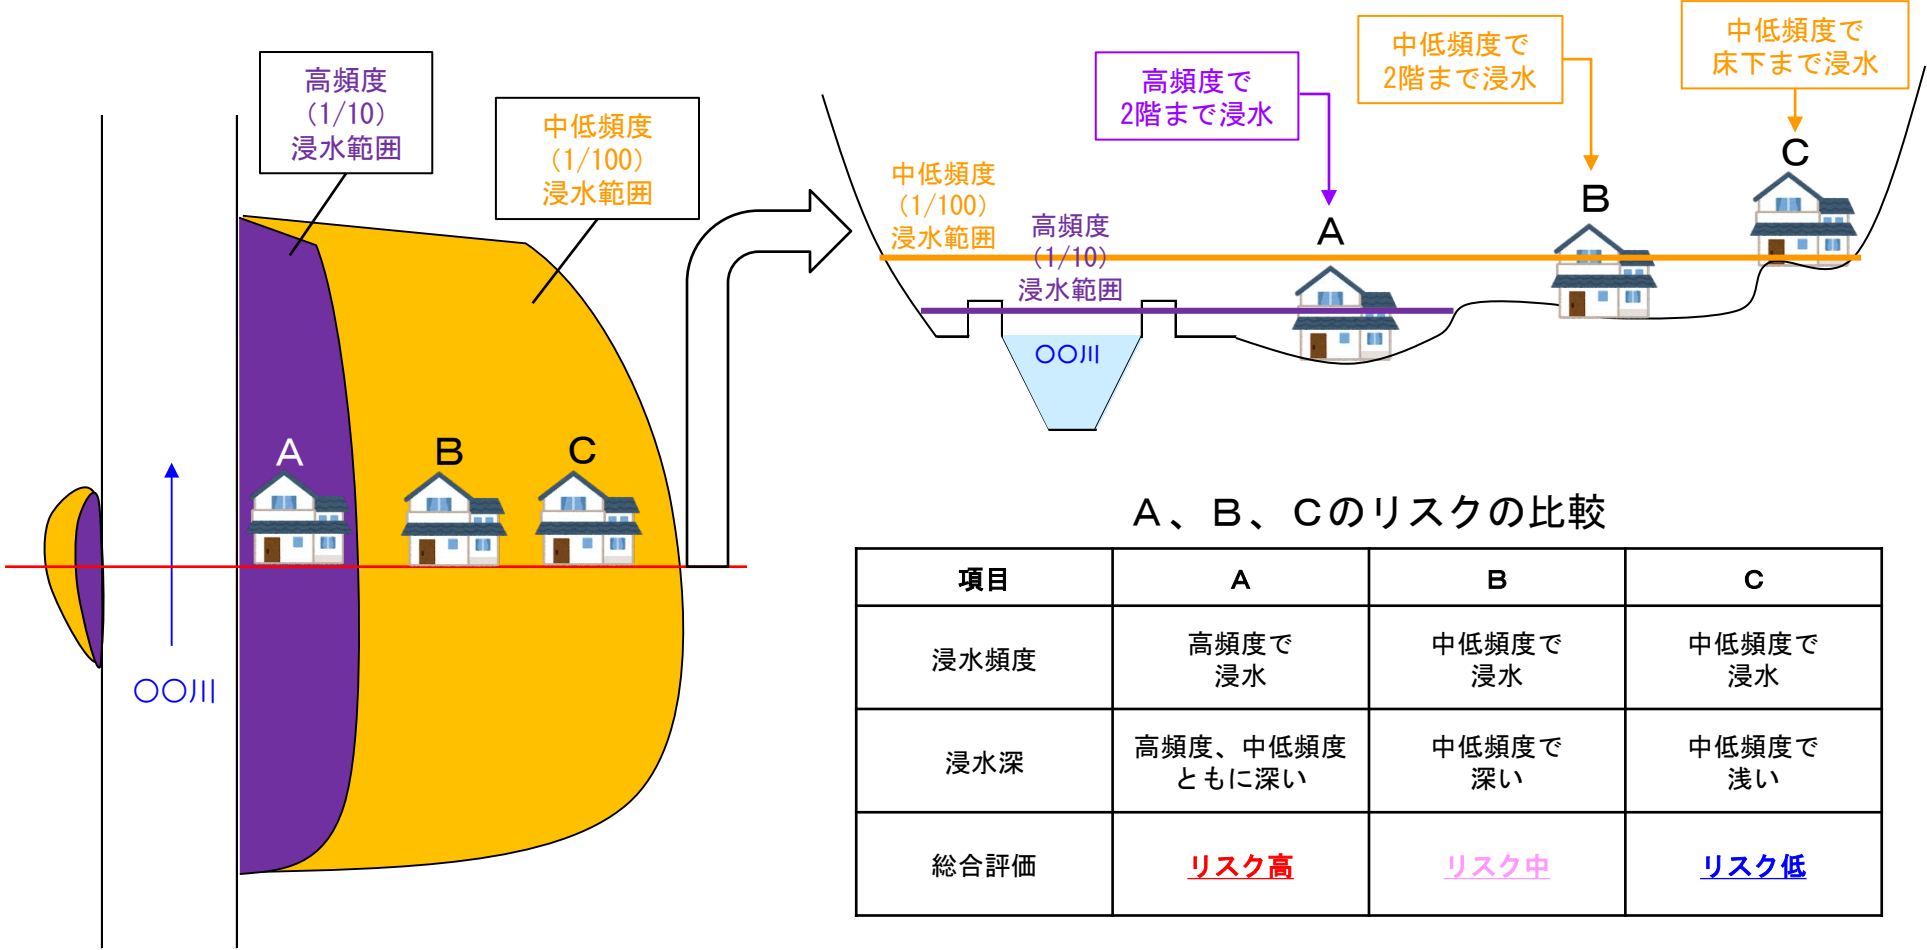 高頻度
(1/10)
浸水範囲
中低頻度
(1/100)
浸水範囲
A
B
C
〇〇川
高頻度で
2階まで浸水
中低頻度で
2階まで浸水
中低頻度で
床下まで浸水
中低頻度
(1/100)
浸水範囲
高頻度
(1/10)
浸水範囲
A
B
C
〇〇川
A、B、Cのリスクの比較
項目
A
B
C
浸水頻度
高頻度で
浸水
中低頻度で
浸水
中低頻度で
浸水
浸水深
高頻度、中低頻度
ともに深い
中低頻度で
深い
中低頻度で
浅い
総合評価
リスク高
リスク中
リスク低